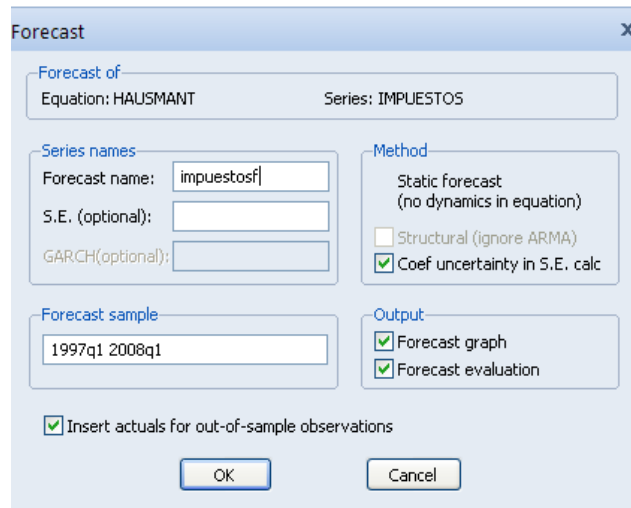 Forecast
x
Forecast of
Equation: HAUSMANT Series: IMPUESTOS
Series names
Forecast name: impuestosf
S.E. (optional):
GARCH(optional):
Method
Static forecast
(no dynamics in equation)
Structural (ignore ARMA)
Coef uncertainty in S.E. calc
Forecast sample
1997q1 2008q1
Output
Forecast graph
Forecast evaluation
Insert actuals for out-of-sample observations
OK Cancel